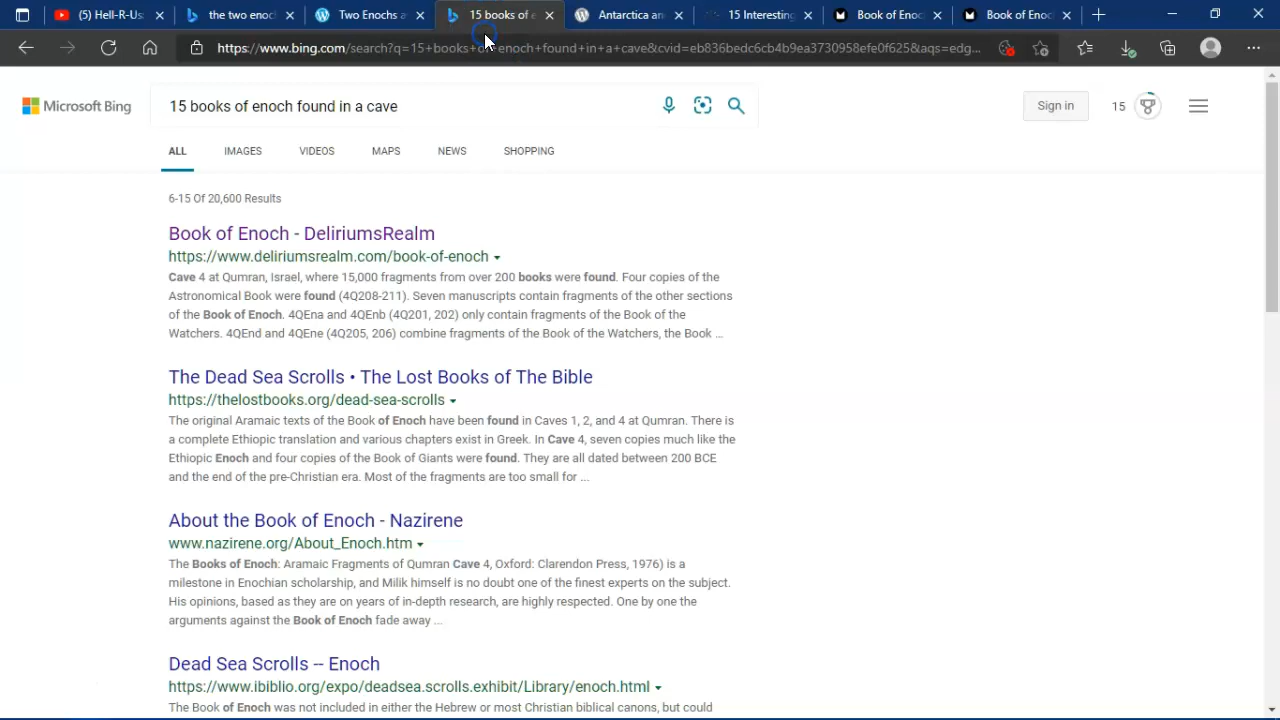 (5) Hell-R-Us
the two enoch
Two Enochs a
15 books of e
Antarctica an
15 Interesting
Book of Enoc
Book of Enoc
https://www.bing.com/search?q=15+books+of+enoch+found+in+a+cave&cvid=eb836bedc6cb4b9ea3730958efe0f625&aqs=edg...
Microsoft Bing
15 books of enoch found in a cave
Sign in
15
ALL IMAGES VIDEOS MAPS NEWS SHOPPING
6-15 Of 20,600 Results
Book of Enoch - DeliriumsRealm
https://www.deliriumsrealm.com/book-of-enoch
Cave 4 at Qumran, Israel, where 15,000 fragments from over 200 books were found. Four copies of the
Astronomical Book were found (4Q208-211). Seven manuscripts contain fragments of the other sections
of the Book of Enoch. 4QEna and 4QEnb (4Q201, 202) only contain fragments of the Book of the
Watchers. 4QEnd and 4QEne (4Q205, 206) combine fragments of the Book of the Watchers, the Book ...
The Dead Sea Scrolls • The Lost Books of The Bible
https://thelostbooks.org/dead-sea-scrolls
The original Aramaic texts of the Book of Enoch have been found in Caves 1, 2, and 4 at Qumran. There is
a complete Ethiopic translation and various chapters exist in Greek. In Cave 4, seven copies much like the
Ethiopic Enoch and four copies of the Book of Giants were found. They are all dated between 200 BCE
and the end of the pre-Christian era. Most of the fragments are too small for ...
About the Book of Enoch - Nazirene
www.nazirene.org/About_Enoch.htm
The Books of Enoch: Aramaic Fragments of Qumran Cave 4, Oxford: Clarendon Press, 1976) is a
milestone in Enochian scholarship, and Milik himself is no doubt one of the finest experts on the subject.
His opinions, based as they are on years of in-depth research, are highly respected. One by one the
arguments against the Book of Enoch fade away ...
Dead Sea Scrolls -- Enoch
https://www.ibiblio.org/expo/deadsea.scrolls.exhibit/Library/enoch.html
The Book of Enoch was not included in either the Hebrew or most Christian biblical canons, but could